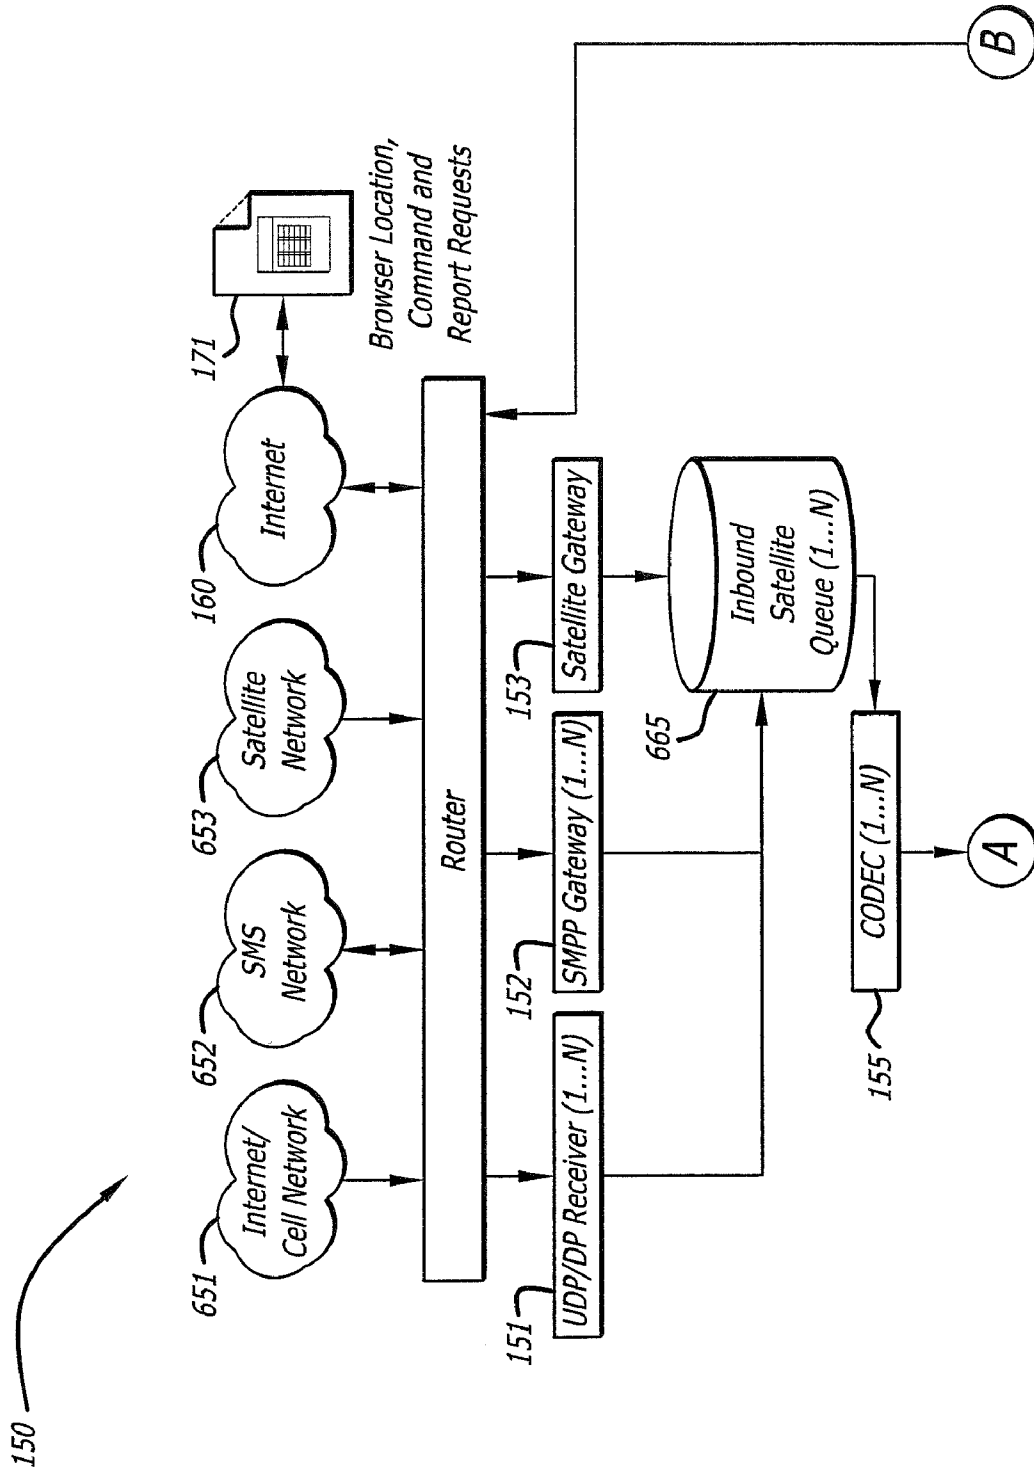 150
651
Internet/
Cell Network
652
SMS
Network
653
Satellite
Network
160
Internet
171
Browser Location,
Command and
Report Requests
Router
151
UDP/DP Receiver (1...N)
152
SMPP Gateway (1...N)
153
Satellite Gateway
665
Inbound
Satellite
Queue (1...N)
155
CODEC (1...N)
A
B